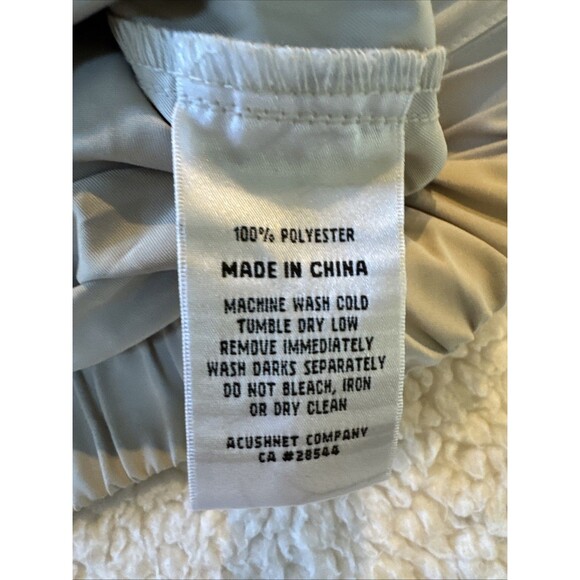 100% POLYESTER
MADE IN CHINA
MACHINE WASH COLD
TUMBLE DRY LOW
REMOVE IMMEDIATELY
WASH DARKS SEPARATELY
DO NOT BLEACH, IRON
OR DRY CLEAN
ACUSHNET COMPANY
CA #28544